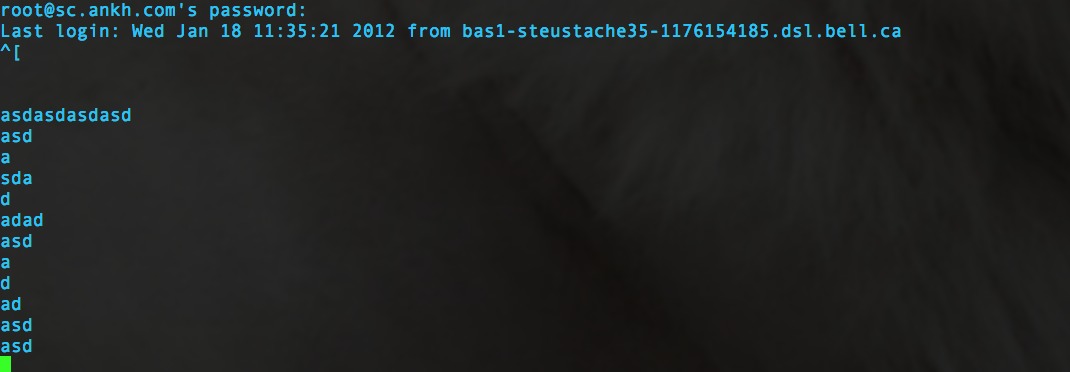 root@sc.ankh.com's password:
Last login: Wed Jan 18 11:35:21 2012 from bas1-steustache35-1176154185.dsl.bell.ca
^[
asdasdasdasd
asd
a
sda
d
adad
asd
a
d
ad
asd
asd